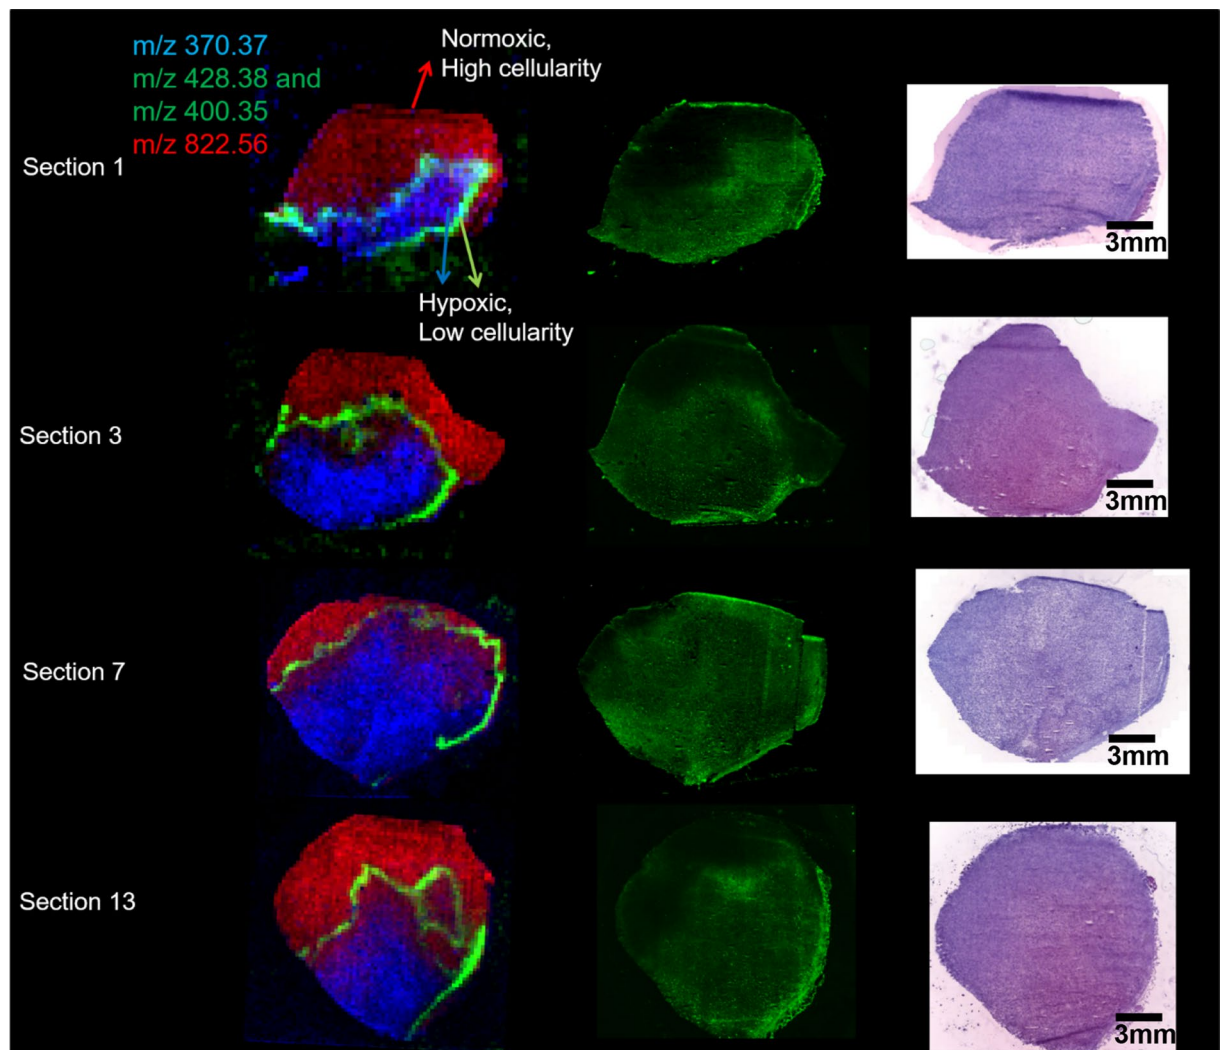 m/z 370.37
m/z 428.38 and
400.35
m/z 822.56
Normoxic,
High cellularity
Section 1
3mm
Hypoxic,
Low cellularity
Section 3
3mm
Section 7
3mm
Section 13
3mm